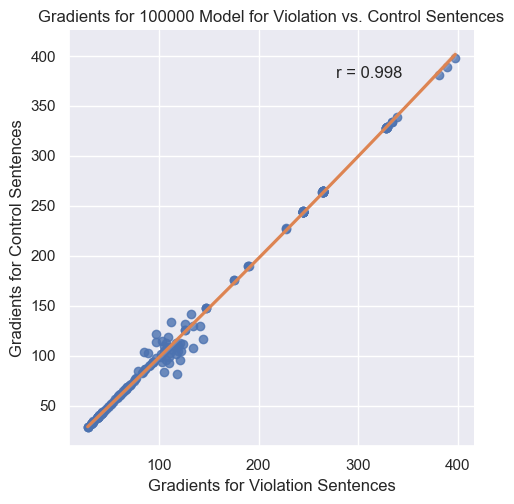 Gradients for 100000 Model for Violation vs. Control Sentences
r = 0.998
Gradients for Control Sentences
400
350
300
250
200
150
100
50
100 200 300 400
Gradients for Violation Sentences